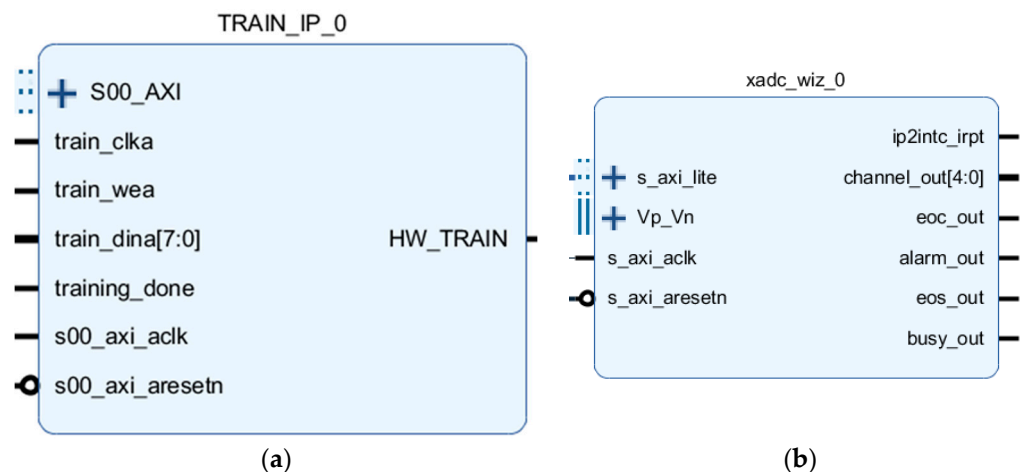 TRAIN_IP_0
S00_AXI
train_clka
train_wea
train_dina[7:0]
HW_TRAIN
training_done
s00_axi_aclk
s00_axi_aresetn
(a)
xadc_wiz_0
ip2intc_irpt
s_axi_lite
channel_out[4:0]
Vp_Vn
eoc_out
s_axi_aclk
alarm_out
s_axi_aresetn
eos_out
busy_out
(b)